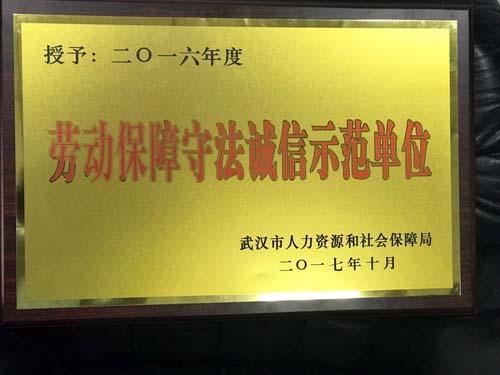 授予：二〇一六年度
劳动保障守法诚信示范单位
武汉市人力资源和社会保障局
二〇一七年十月